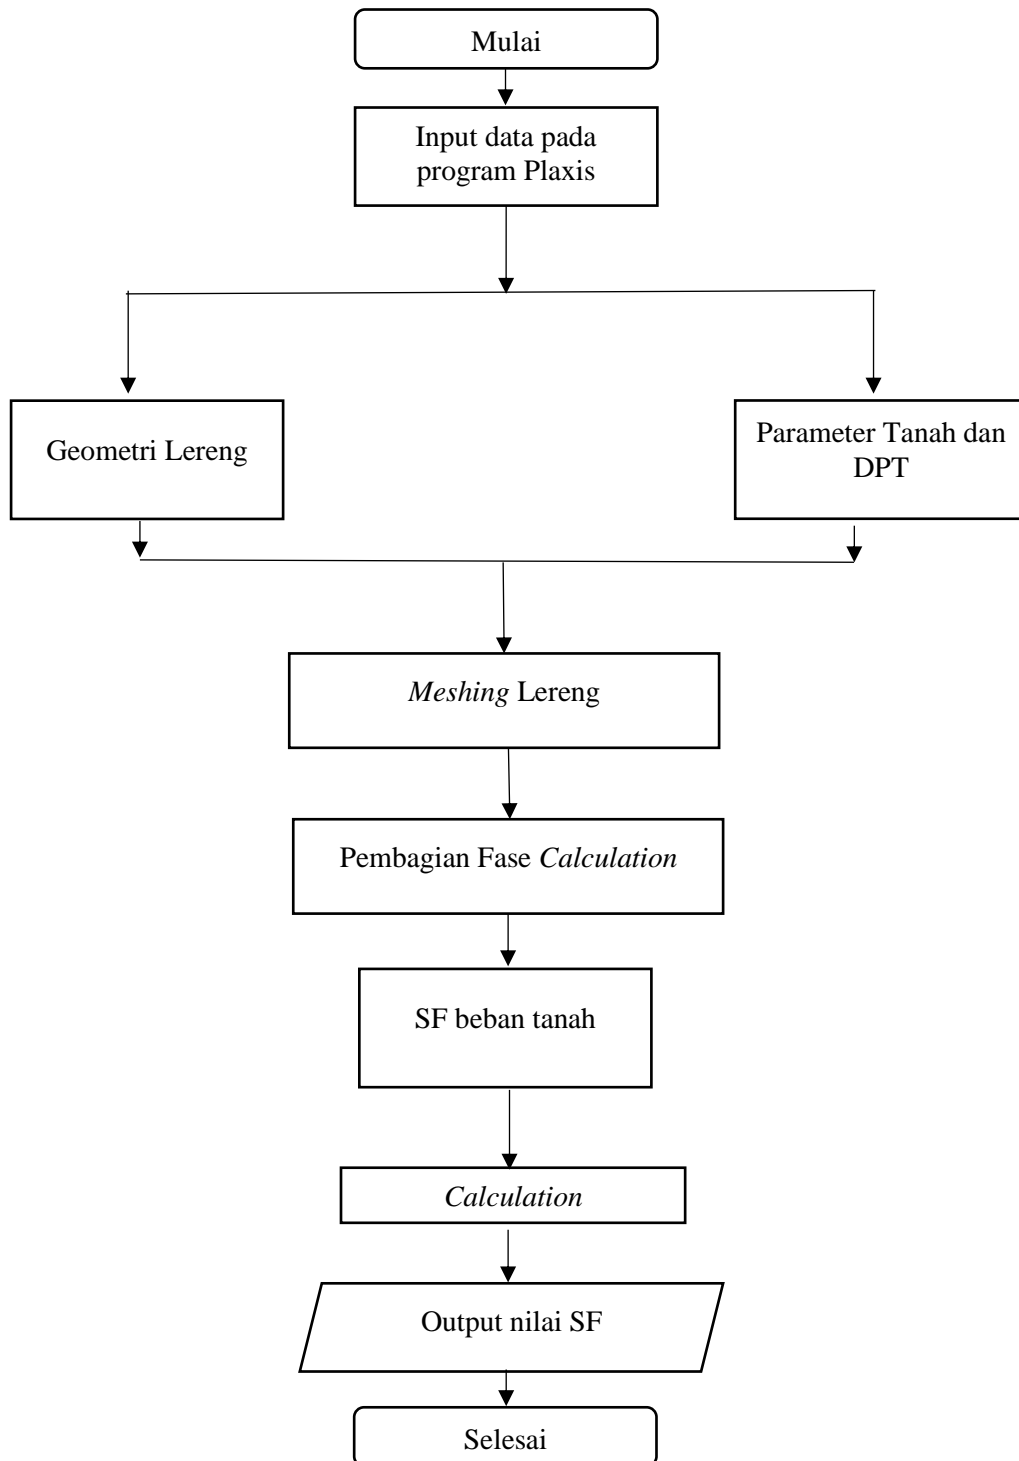 Mulai
Input data pada
program Plaxis
Geometri Lereng
Parameter Tanah dan
DPT
Meshing Lereng
Pembagian Fase Calculation
SF beban tanah
Calculation
Output nilai SF
Selesai